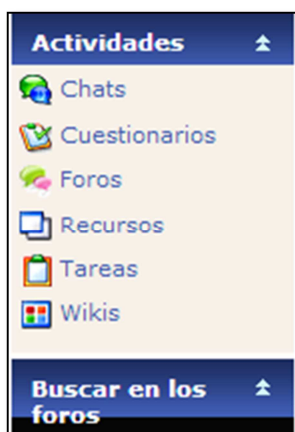 Actividades
Chats
Cuestionarios
Foros
Recursos
Tareas
Wikis
Buscar en los
foros